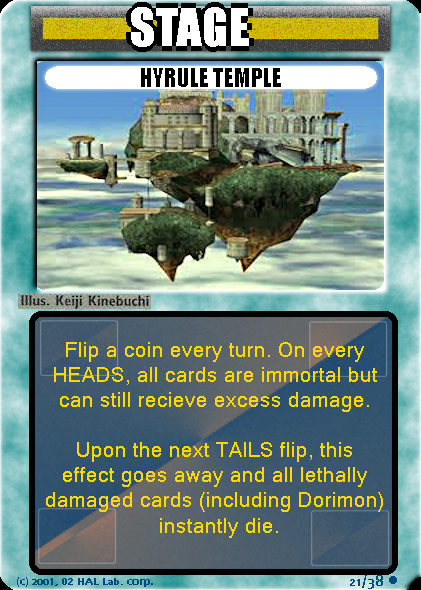 STAGE
HYRULE TEMPLE
Illus. Keiji Kinebuchi
Flip a coin every turn. On every
HEADS, all cards are immortal but
can still recieve excess damage.
Upon the next TAILS flip, this
effect goes away and all lethally
damaged cards (including Dorimon)
instantly die.
(c) 2001, 02 HAL Lab. corp.
21/38 ●